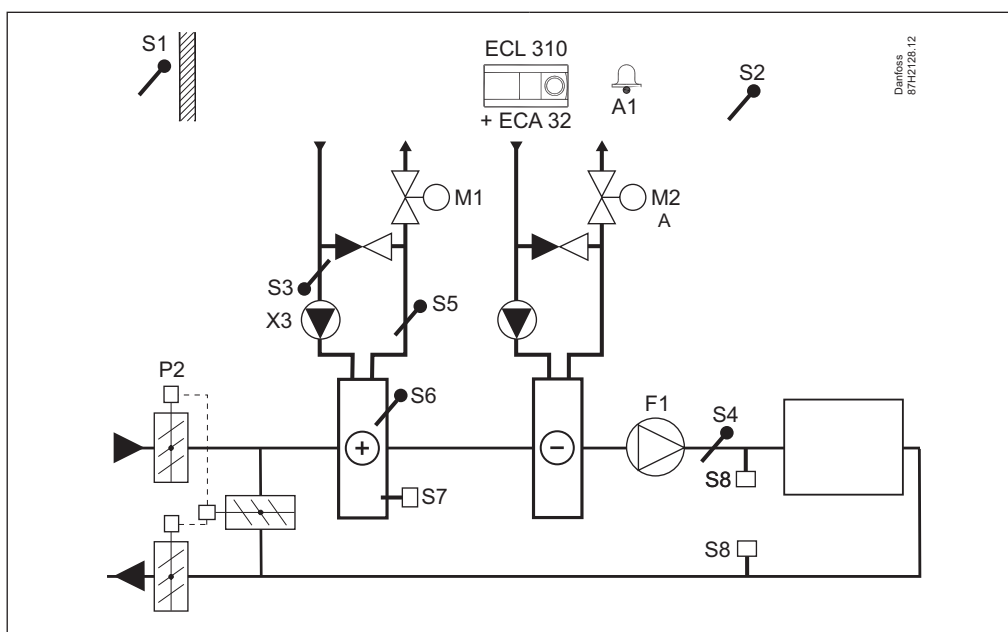 S1
ECL 310
+ ECA 32
A1
S2
Danfoss
87H2128.12
M1
M2
A
S3
S5
X3
P2
S6
F1
S4
+
−
S7
S8
S8